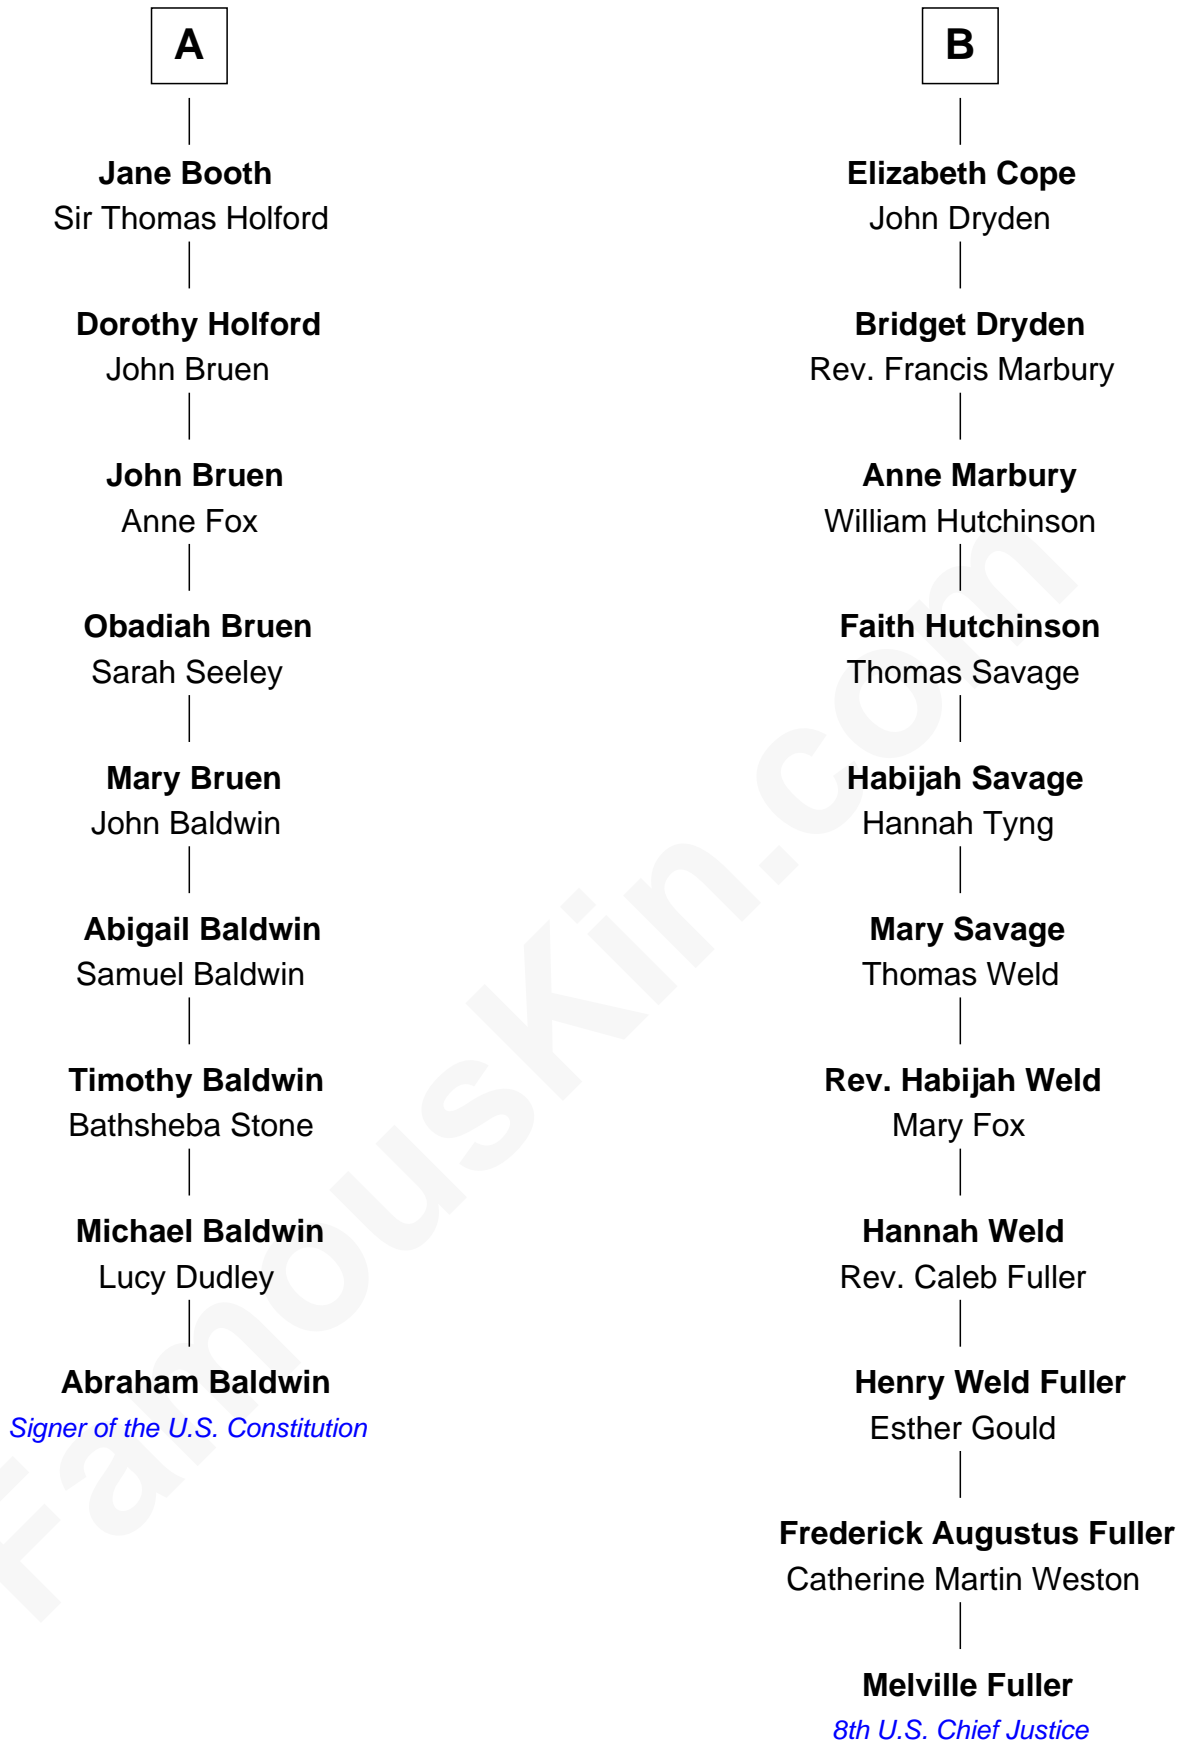 A
Jane Booth
Sir Thomas Holford
Dorothy Holford
John Bruen
John Bruen
Anne Fox
Obadiah Bruen
Sarah Seeley
Mary Bruen
John Baldwin
Abigail Baldwin
Samuel Baldwin
Timothy Baldwin
Bathsheba Stone
Michael Baldwin
Lucy Dudley
Abraham Baldwin
Signer of the U.S. Constitution
B
Elizabeth Cope
John Dryden
Bridget Dryden
Rev. Francis Marbury
Anne Marbury
William Hutchinson
Faith Hutchinson
Thomas Savage
Habijah Savage
Hannah Tyng
Mary Savage
Thomas Weld
Rev. Habijah Weld
Mary Fox
Hannah Weld
Rev. Caleb Fuller
Henry Weld Fuller
Esther Gould
Frederick Augustus Fuller
Catherine Martin Weston
Melville Fuller
8th U.S. Chief Justice
FamousKin.com